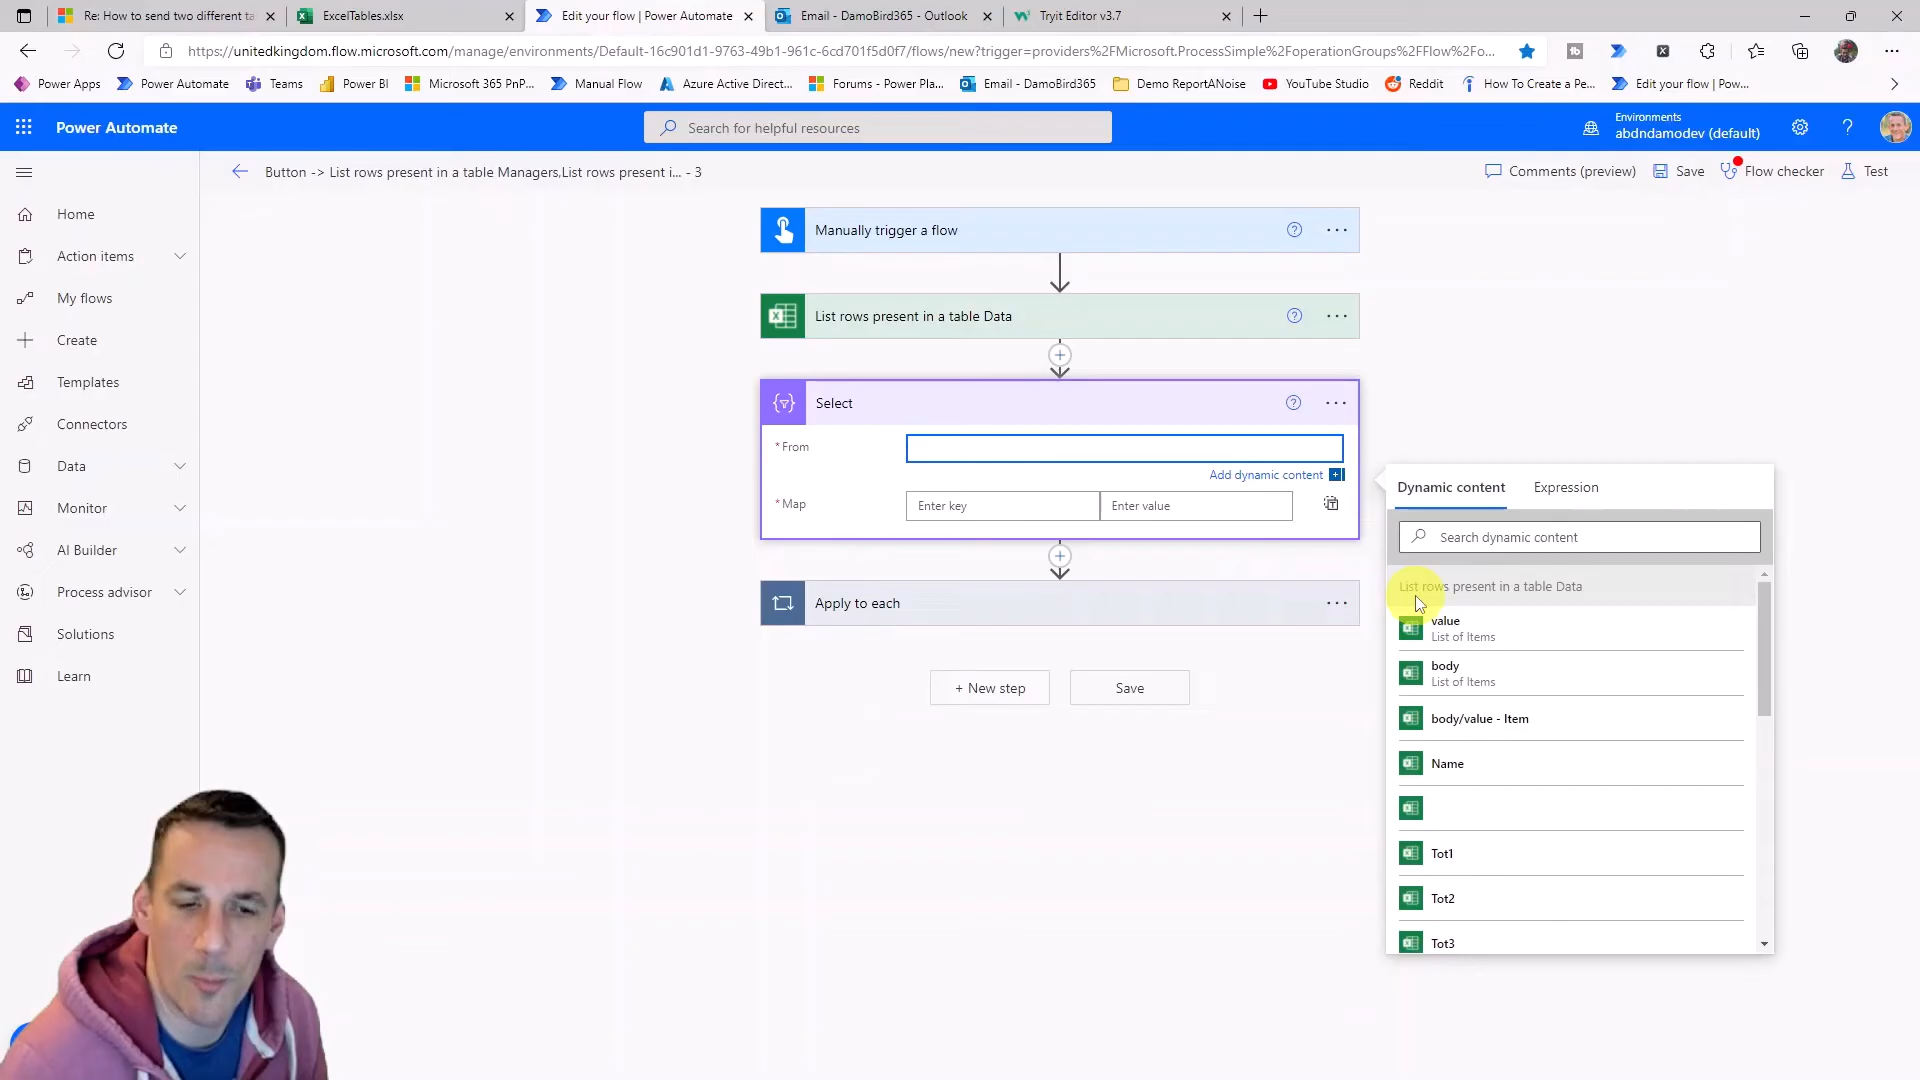 Re: How to send two different ta
ExcelTables.xlsx
Edit your flow | Power Automate
Email - DamoBird365 - Outlook
Tryit Editor v3.7
https://unitedkingdom.flow.microsoft.com/manage/environments/Default-16c901d1-9763-49b1-961c-6cd701f5d0f7/flows/new?trigger=providers%2FMicrosoft.ProcessSimple%2FoperationGroups%2FFlow%2Fo...
Power Apps
Power Automate
Teams
Power BI
Microsoft 365 PnP...
Manual Flow
Azure Active Direct...
Forums - Power Pla...
Email - DamoBird365
Demo ReportANoise
YouTube Studio
Reddit
How To Create a Pe...
Edit your flow | Pow...
Power Automate
Search for helpful resources
Environments
abdndamodev (default)
Button -> List rows present in a table Managers,List rows present i... - 3
Comments (preview)
Save
Flow checker
Test
Home
Action items
My flows
Create
Templates
Connectors
Data
Monitor
AI Builder
Process advisor
Solutions
Learn
Manually trigger a flow
List rows present in a table Data
Select
* From
Add dynamic content
* Map
Enter key
Enter value
Apply to each
+ New step
Save
Dynamic content
Expression
Search dynamic content
List rows present in a table Data
value
List of Items
body
List of Items
body/value - Item
Name
Tot1
Tot2
Tot3